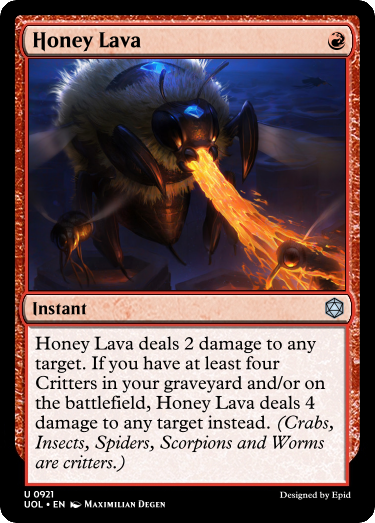 Honey Lava
Instant
Honey Lava deals 2 damage to any
target. If you have at least four
Critters in your graveyard and/or on
the battlefield, Honey Lava deals 4
damage to any target instead. (Crabs,
Insects, Spiders, Scorpions and Worms
are critters.)
U 0921
UOL • EN Maximilian Degen
Designed by Epid